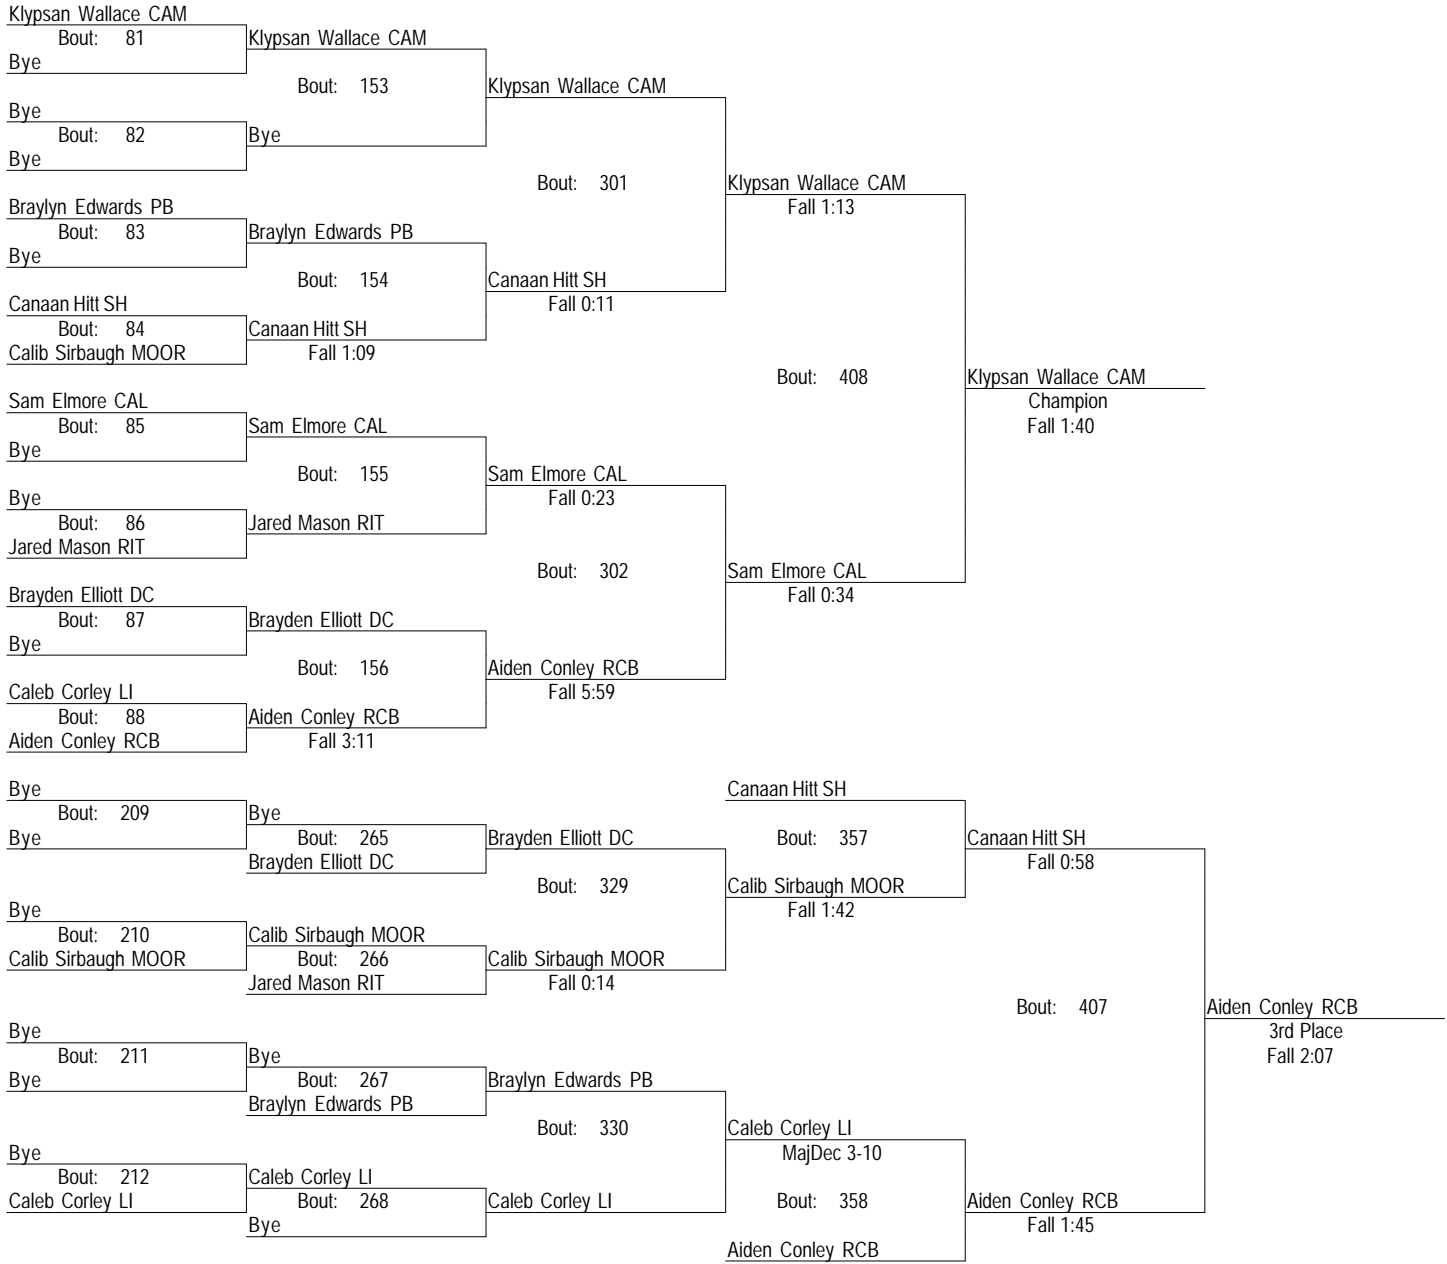 Klypsan Wallace CAM
Bout: 81
Klypsan Wallace CAM
Bye
Bout: 153
Klypsan Wallace CAM
Bye
Bout: 82
Bye
Bye
Bout: 301
Klypsan Wallace CAM
Fall 1:13
Braylyn Edwards PB
Bout: 83
Braylyn Edwards PB
Bye
Bout: 154
Canaan Hitt SH
Fall 0:11
Canaan Hitt SH
Bout: 84
Canaan Hitt SH
Calib Sirbaugh MOOR
Fall 1:09
Bout: 408
Klypsan Wallace CAM
Champion
Fall 1:40
Sam Elmore CAL
Bout: 85
Sam Elmore CAL
Bye
Bout: 155
Sam Elmore CAL
Fall 0:23
Bye
Bout: 86
Jared Mason RIT
Jared Mason RIT
Bout: 302
Sam Elmore CAL
Fall 0:34
Brayden Elliott DC
Bout: 87
Brayden Elliott DC
Bye
Bout: 156
Aiden Conley RCB
Fall 5:59
Caleb Corley LI
Bout: 88
Aiden Conley RCB
Aiden Conley RCB
Fall 3:11
Bye
Bout: 209
Bye
Bye
Bout: 265
Brayden Elliott DC
Brayden Elliott DC
Canaan Hitt SH
Bout: 357
Canaan Hitt SH
Fall 0:58
Bout: 329
Calib Sirbaugh MOOR
Fall 1:42
Bye
Bout: 210
Calib Sirbaugh MOOR
Calib Sirbaugh MOOR
Bout: 266
Calib Sirbaugh MOOR
Jared Mason RIT
Fall 0:14
Bout: 407
Aiden Conley RCB
3rd Place
Fall 2:07
Bye
Bout: 211
Bye
Bye
Bout: 267
Braylyn Edwards PB
Braylyn Edwards PB
Bout: 330
Caleb Corley LI
MajDec 3-10
Bye
Bout: 212
Caleb Corley LI
Caleb Corley LI
Bout: 268
Caleb Corley LI
Bye
Bout: 358
Aiden Conley RCB
Fall 1:45
Aiden Conley RCB